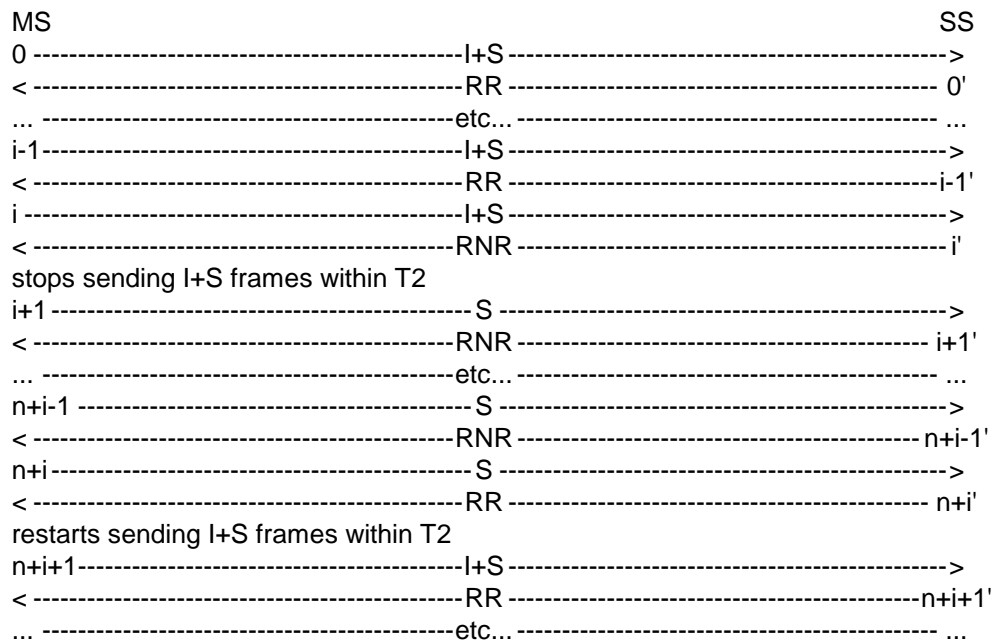 MS SS
0 ------------------------------------------------I+S-------------------------------------------------->
< ------------------------------------------------RR ------------------------------------------------ 0'
... -----------------------------------------------etc...----------------------------------------------- ...
i-1------------------------------------------------I+S------------------------------------------------->
< ------------------------------------------------RR ------------------------------------------------i-1'
i -------------------------------------------------I+S------------------------------------------------->
< -----------------------------------------------RNR------------------------------------------------ i'
stops sending I+S frames within T2
i+1 ----------------------------------------------- S -------------------------------------------------->
< -----------------------------------------------RNR---------------------------------------------- i+1'
... -----------------------------------------------etc...----------------------------------------------- ...
n+i-1 -------------------------------------------- S -------------------------------------------------->
< -----------------------------------------------RNR--------------------------------------------- n+i-1'
n+i----------------------------------------------- S -------------------------------------------------->
< ------------------------------------------------RR ----------------------------------------------- n+i'
restarts sending I+S frames within T2
n+i+1-------------------------------------------I+S------------------------------------------------->
< ------------------------------------------------RR ----------------------------------------------n+i+1'
... -----------------------------------------------etc...----------------------------------------------- ...